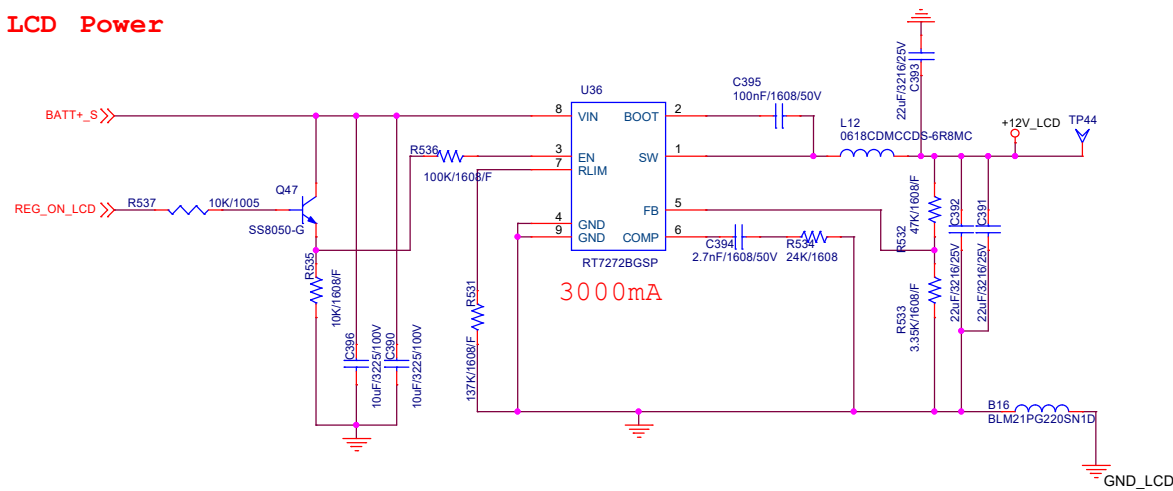 LCD Power
22uF/3216/25V
C393
C395
100nF/1608/50V
U36
BATT+_S
8
VIN
BOOT
2
L12
0618CDMCCDS-6R8MC
+12V_LCD
TP44
R536
100K/1608/F
3
EN
SW
1
7
RLIM
Q47
REG_ON_LCD
R537
10K/1005
SS8050-G
FB
5
47K/1608/F
R532
C392
22uF/3216/25V
C391
22uF/3216/25V
4
GND
9
GND
COMP
6
C394
2.7nF/1608/50V
R534
24K/1608
RT7272BGSP
3000mA
R535
10K/1608/F
R531
137K/1608/F
R533
3.35K/1608/F
C396
10uF/3225/100V
C390
10uF/3225/100V
B16
BLM21PG220SN1D
GND_LCD